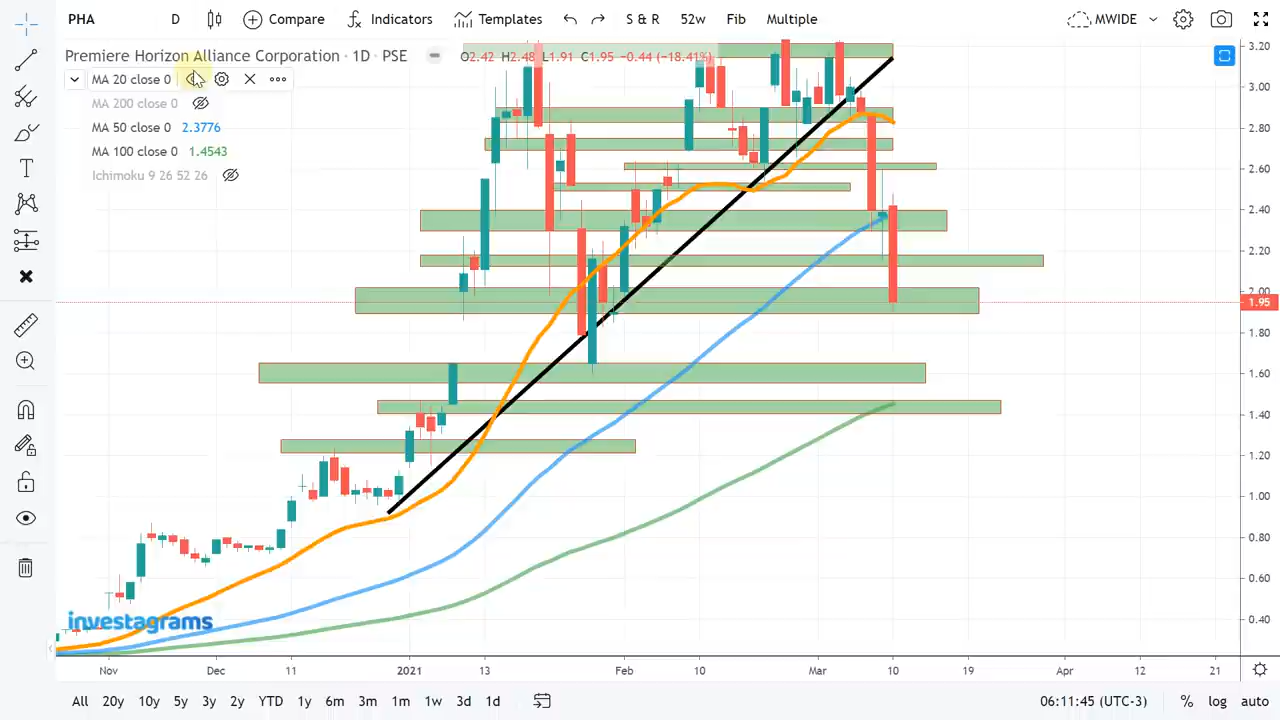 PHA D Compare Indicators Templates S & R 52w Fib Multiple MWIDE
Premiere Horizon Alliance Corporation · 1D · PSE O2.42 H2.48 L1.91 C1.95 −0.44 (−18.41%)
MA 20 close 0
MA 200 close 0
MA 50 close 0 2.3776
MA 100 close 0 1.4543
Ichimoku 9 26 52 26
3.20
3.00
2.80
2.60
2.40
2.20
2.00
1.95
1.80
1.60
1.40
1.20
1.00
0.80
0.60
0.40
investagrams
Nov Dec 11 2021 13 Feb 10 Mar 10 19 Apr 12 21
All 20y 10y 5y 3y 2y YTD 1y 6m 3m 1m 1w 3d 1d 06:11:45 (UTC-3) % log auto